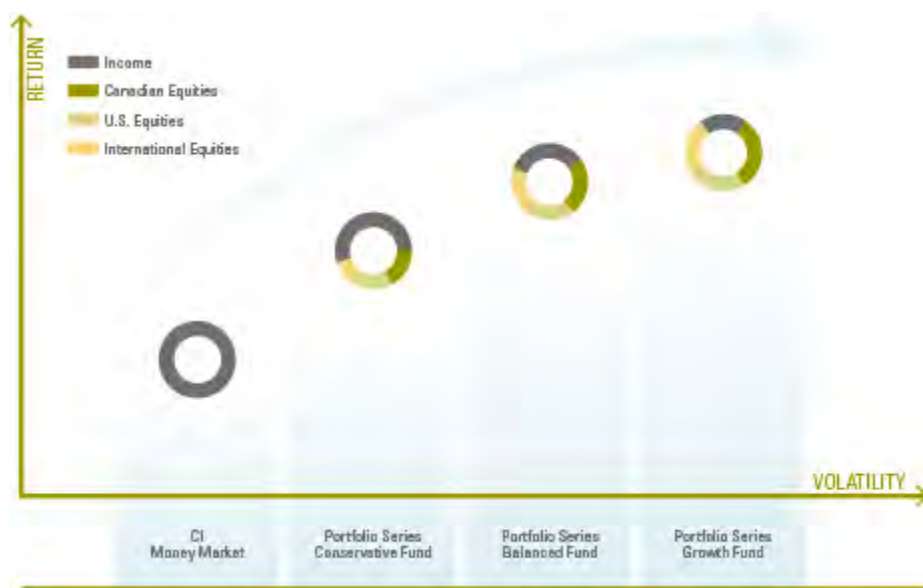 RETURN
Income
Canadian Equities
U.S. Equities
International Equities
VOLATILITY
CI
Money Market
Portfolio Series
Conservative Fund
Portfolio Series
Balanced Fund
Portfolio Series
Growth Fund